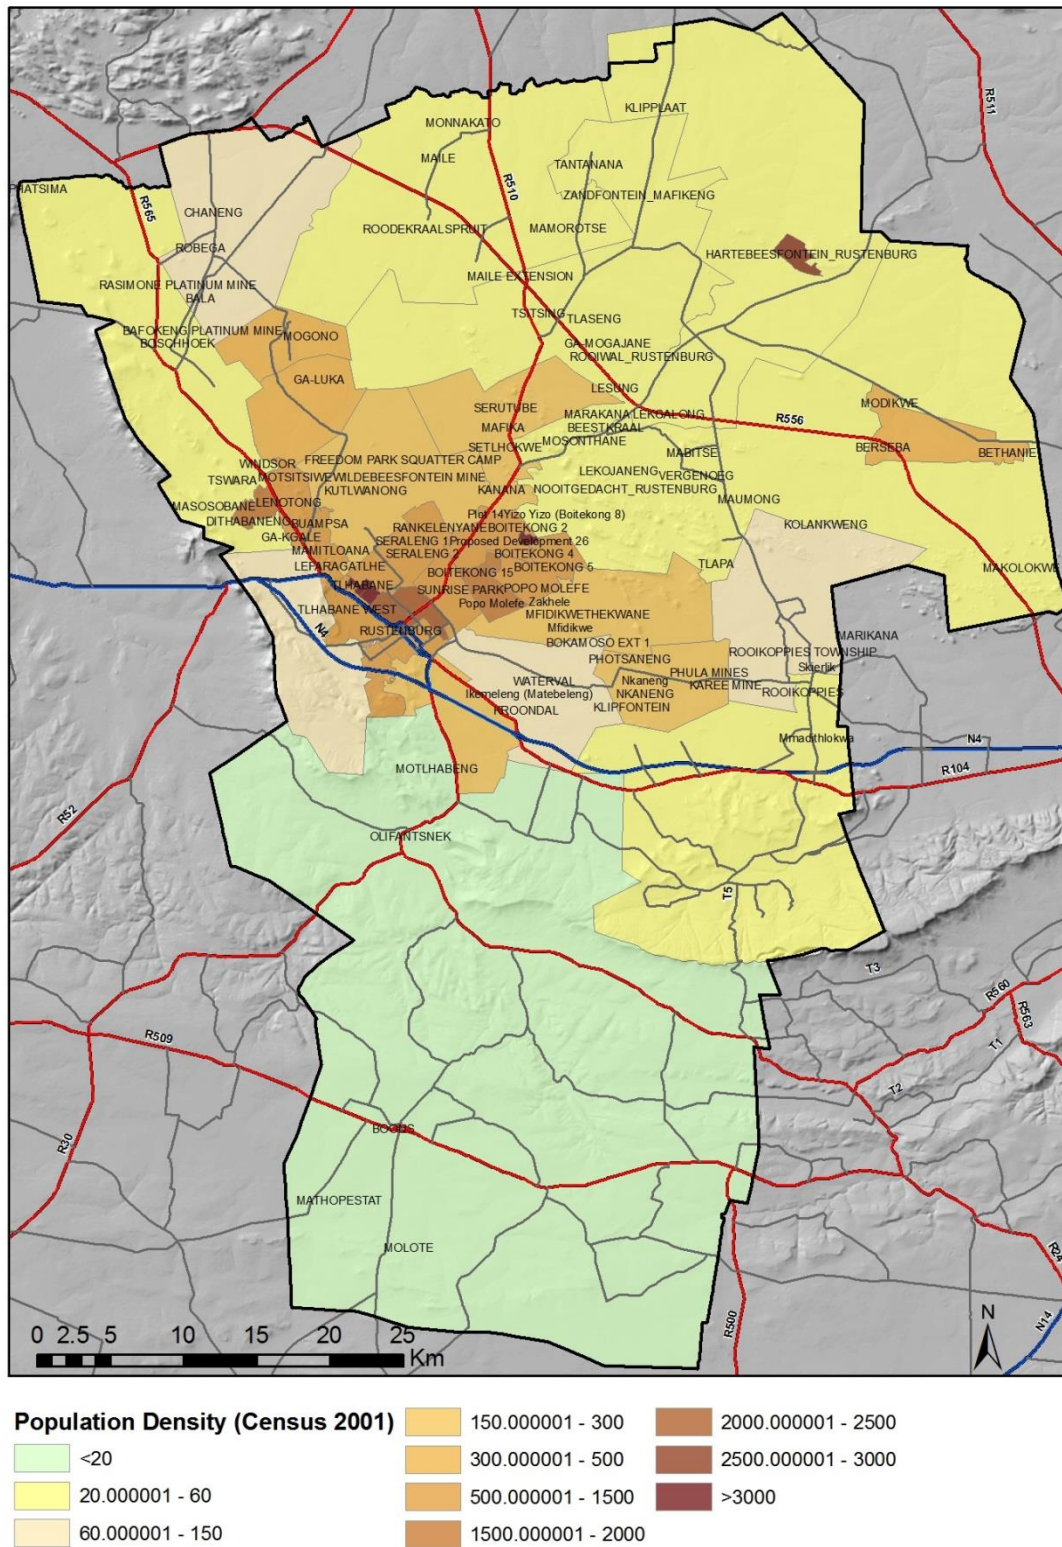 R511
KLIPPLAAT
MONNAKATO
MAILE
TANTANANA
R510
PHATSIMA
ZANDFONTEIN_MAFIKENG
R565
CHANENG
ROODEKRAALSPRUIT
MAMOROTSE
ROBEGA
HARTEBEESFONTEIN_RUSTENBURG
MAILE EXTENSION
RASIMONE PLATINUM MINE
BALA
TSITSING
TLASENG
BAFOKENG PLATINUM MINE
MOGONO
BOSCHHOEK
GA-MOGAJANE
ROOIWAL_RUSTENBURG
GA-LUKA
LESUNG
MODIKWE
SERUTUBE
MARAKANA LEKGALONG
R556
MAFIKA
BEESTKRAAL
MOSONTHANE
SETLHOKWE
MABITSE
BERSEBA
BETHANIE
WINDSOR
FREEDOM PARK SQUATTER CAMP
LEKOJANENG
TSWARA
MOTSITSIWE
WILDEBEESFONTEIN MINE
VERGENOEG
KUTLWANONG
KANANA
NOOITGEDACHT_RUSTENBURG
MAUMONG
MASOSOBANE
LENOTONG
Plot 14
Yizo Yizo (Boitekong 8)
DITHABANENG
BUAMPSA
RANKELENYANE
BOITEKONG 2
KOLANKWENG
GA-KGALE
SERALENG 1
Proposed Development 26
MAMITLOANA
SERALENG 2
BOITEKONG 4
LEFARAGATLHE
BOITEKONG 15
BOITEKONG 5
TLAPA
MAKOLOKWE
TLHABANE
SUNRISE PARK
POPO MOLEFE
TLHABANE WEST
Popo Molefe
Zakhele
MFIDIKWE
THEKWANE
N4
RUSTENBURG
Mfidikwe
MARIKANA
BOKAMOSO EXT 1
ROOIKOPPIES TOWNSHIP
PHOTSANENG
Skierlik
WATERVAL
Nkaneng
PHULA MINES
KAREE MINE
ROOIKOPPIES
Ikemeleng (Matebeleng)
NKANENG
KROONDAL
KLIPFONTEIN
Mmadithlokwa
N4
MOTLHABENG
R104
R52
OLIFANTSNEK
T5
T3
R560
R563
R509
T1
T2
R30
BOONS
MATHOPESTAT
MOLOTE
R24
R500
N14
N
0 2.5 5 10 15 20 25
Km
Population Density (Census 2001)
<20
20.000001 - 60
60.000001 - 150
150.000001 - 300
300.000001 - 500
500.000001 - 1500
1500.000001 - 2000
2000.000001 - 2500
2500.000001 - 3000
>3000